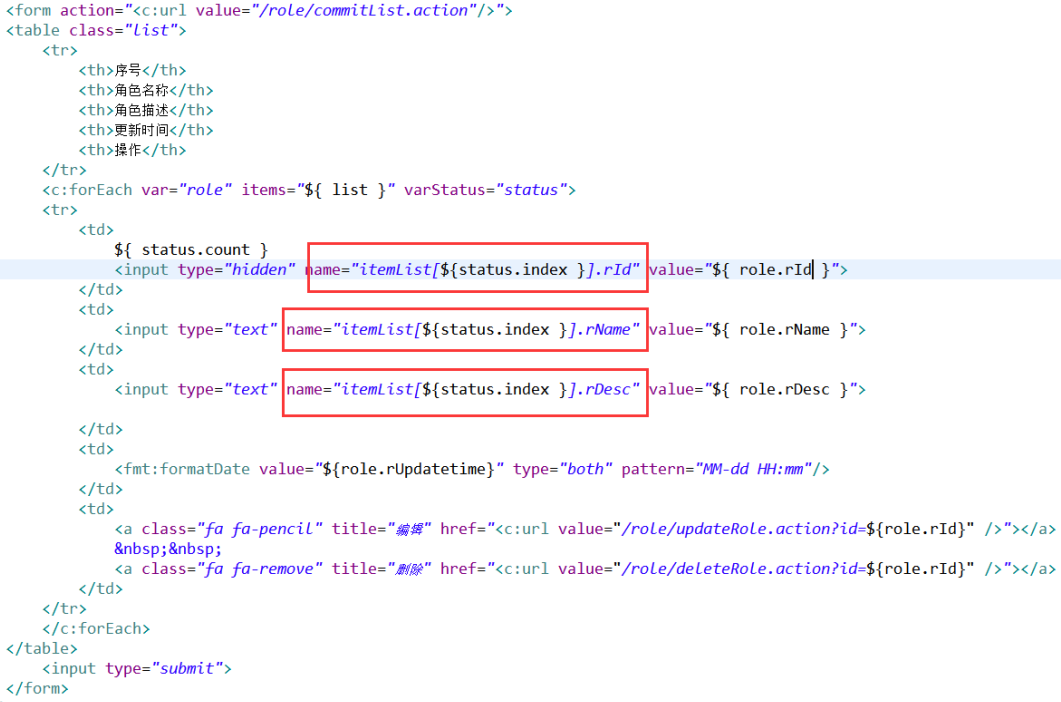 <form action="<c:url value="/role/commitList.action"/>">
<table class="list">
<tr>
<th>序号</th>
<th>角色名称</th>
<th>角色描述</th>
<th>更新时间</th>
<th>操作</th>
</tr>
<c:forEach var="role" items="${ list }" varStatus="status">
<tr>
<td>
${ status.count }
<input type="hidden" name="itemList[${status.index }].rId" value="${ role.rId }">
</td>
<td>
<input type="text" name="itemList[${status.index }].rName" value="${ role.rName }">
</td>
<td>
<input type="text" name="itemList[${status.index }].rDesc" value="${ role.rDesc }">
</td>
<td>
<fmt:formatDate value="${role.rUpdatetime}" type="both" pattern="MM-dd HH:mm"/>
</td>
<td>
<a class="fa fa-pencil" title="编辑" href="<c:url value="/role/updateRole.action?id=${role.rId}" />"></a>
&nbsp;&nbsp;
<a class="fa fa-remove" title="删除" href="<c:url value="/role/deleteRole.action?id=${role.rId}" />"></a>
</td>
</tr>
</c:forEach>
</table>
<input type="submit">
</form>